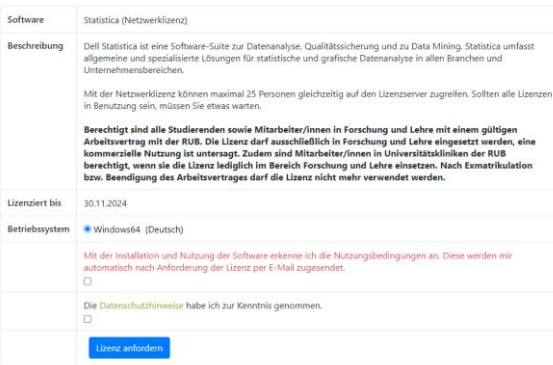 Software Statistica (Netzwerklizenz)
Beschreibung Dell Statistica ist eine Software-Suite zur Datenanalyse, Qualitätssicherung und zu Data Mining. Statistica umfasst
allgemeine und spezialisierte Lösungen für statistische und grafische Datenanalyse in allen Branchen und
Unternehmensbereichen.
Mit der Netzwerklizenz können maximal 25 Personen gleichzeitig auf den Lizenzserver zugreifen. Sollten alle Lizenzen
in Benutzung sein, müssen Sie etwas warten.
Berechtigt sind alle Studierenden sowie Mitarbeiter/innen in Forschung und Lehre mit einem gültigen
Arbeitsvertrag mit der RUB. Die Lizenz darf ausschließlich in Forschung und Lehre eingesetzt werden, eine
kommerzielle Nutzung ist untersagt. Zudem sind Mitarbeiter/innen in Universitätskliniken der RUB
berechtigt, wenn sie die Lizenz lediglich im Bereich Forschung und Lehre einsetzen. Nach Exmatrikulation
bzw. Beendigung des Arbeitsvertrages darf die Lizenz nicht mehr verwendet werden.
Lizenziert bis 30.11.2024
Betriebssystem Windows64 (Deutsch)
Mit der Installation und Nutzung der Software erkenne ich die Nutzungsbedingungen an. Diese werden mir
automatisch nach Anforderung der Lizenz per E-Mail zugesendet.
Die Datenschutzhinweise habe ich zur Kenntnis genommen.
Lizenz anfordern